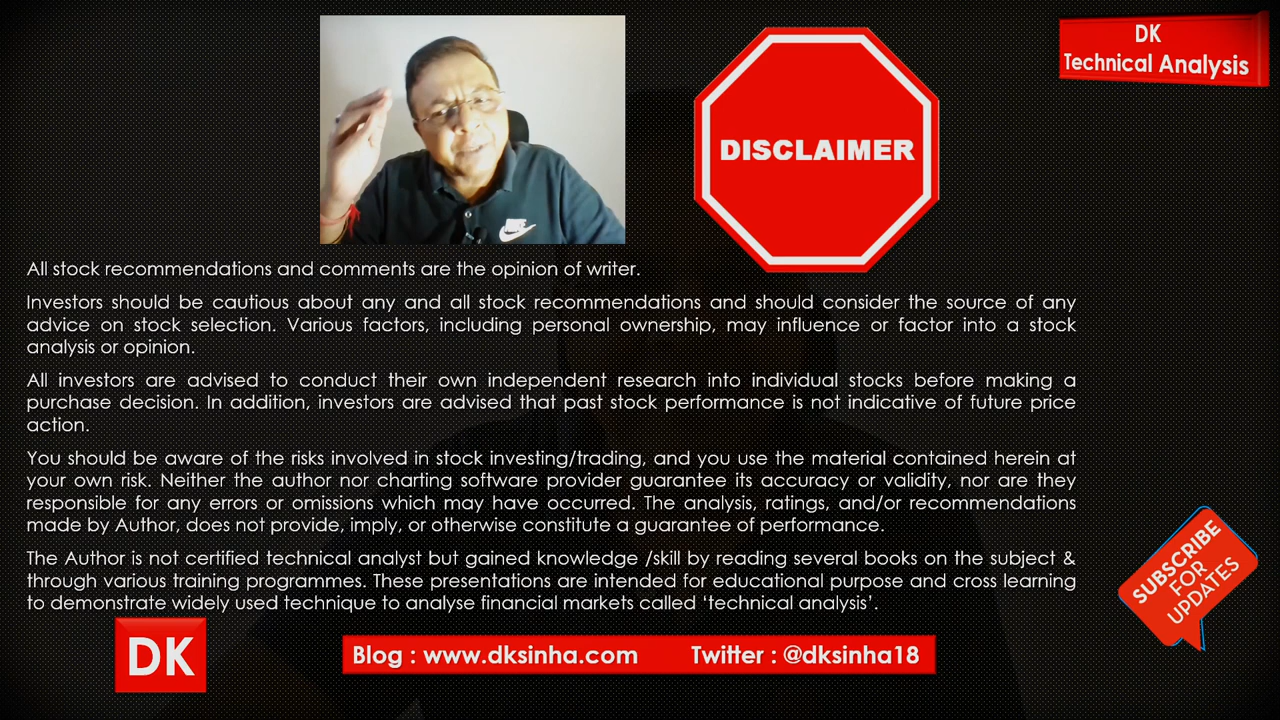 DK
Technical Analysis
DISCLAIMER
All stock recommendations and comments are the opinion of writer.
Investors should be cautious about any and all stock recommendations and should consider the source of any
advice on stock selection. Various factors, including personal ownership, may influence or factor into a stock
analysis or opinion.
All investors are advised to conduct their own independent research into individual stocks before making a
purchase decision. In addition, investors are advised that past stock performance is not indicative of future price
action.
You should be aware of the risks involved in stock investing/trading, and you use the material contained herein at
your own risk. Neither the author nor charting software provider guarantee its accuracy or validity, nor are they
responsible for any errors or omissions which may have occurred. The analysis, ratings, and/or recommendations
made by Author, does not provide, imply, or otherwise constitute a guarantee of performance.
The Author is not certified technical analyst but gained knowledge /skill by reading several books on the subject &
through various training programmes. These presentations are intended for educational purpose and cross learning
to demonstrate widely used technique to analyse financial markets called ‘technical analysis’.
SUBSCRIBE
FOR
UPDATES
DK
Blog : www.dksinha.com Twitter : @dksinha18